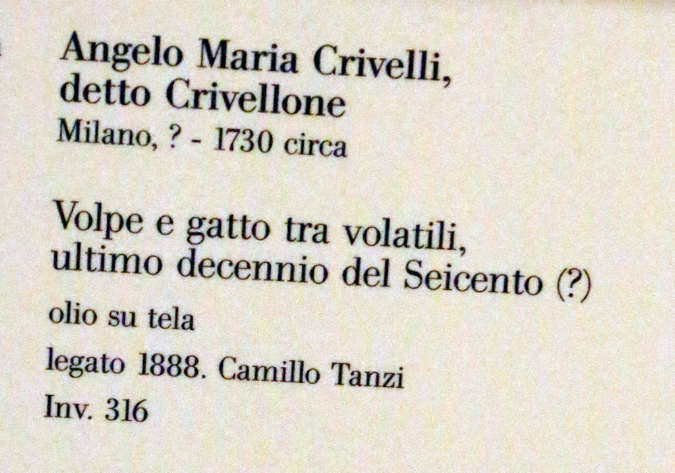 Angelo Maria Crivelli,
detto Crivellone
Milano, ? - 1730 circa
Volpe e gatto tra volatili,
ultimo decennio del Seicento (?)
olio su tela
legato 1888. Camillo Tanzi
Inv. 316